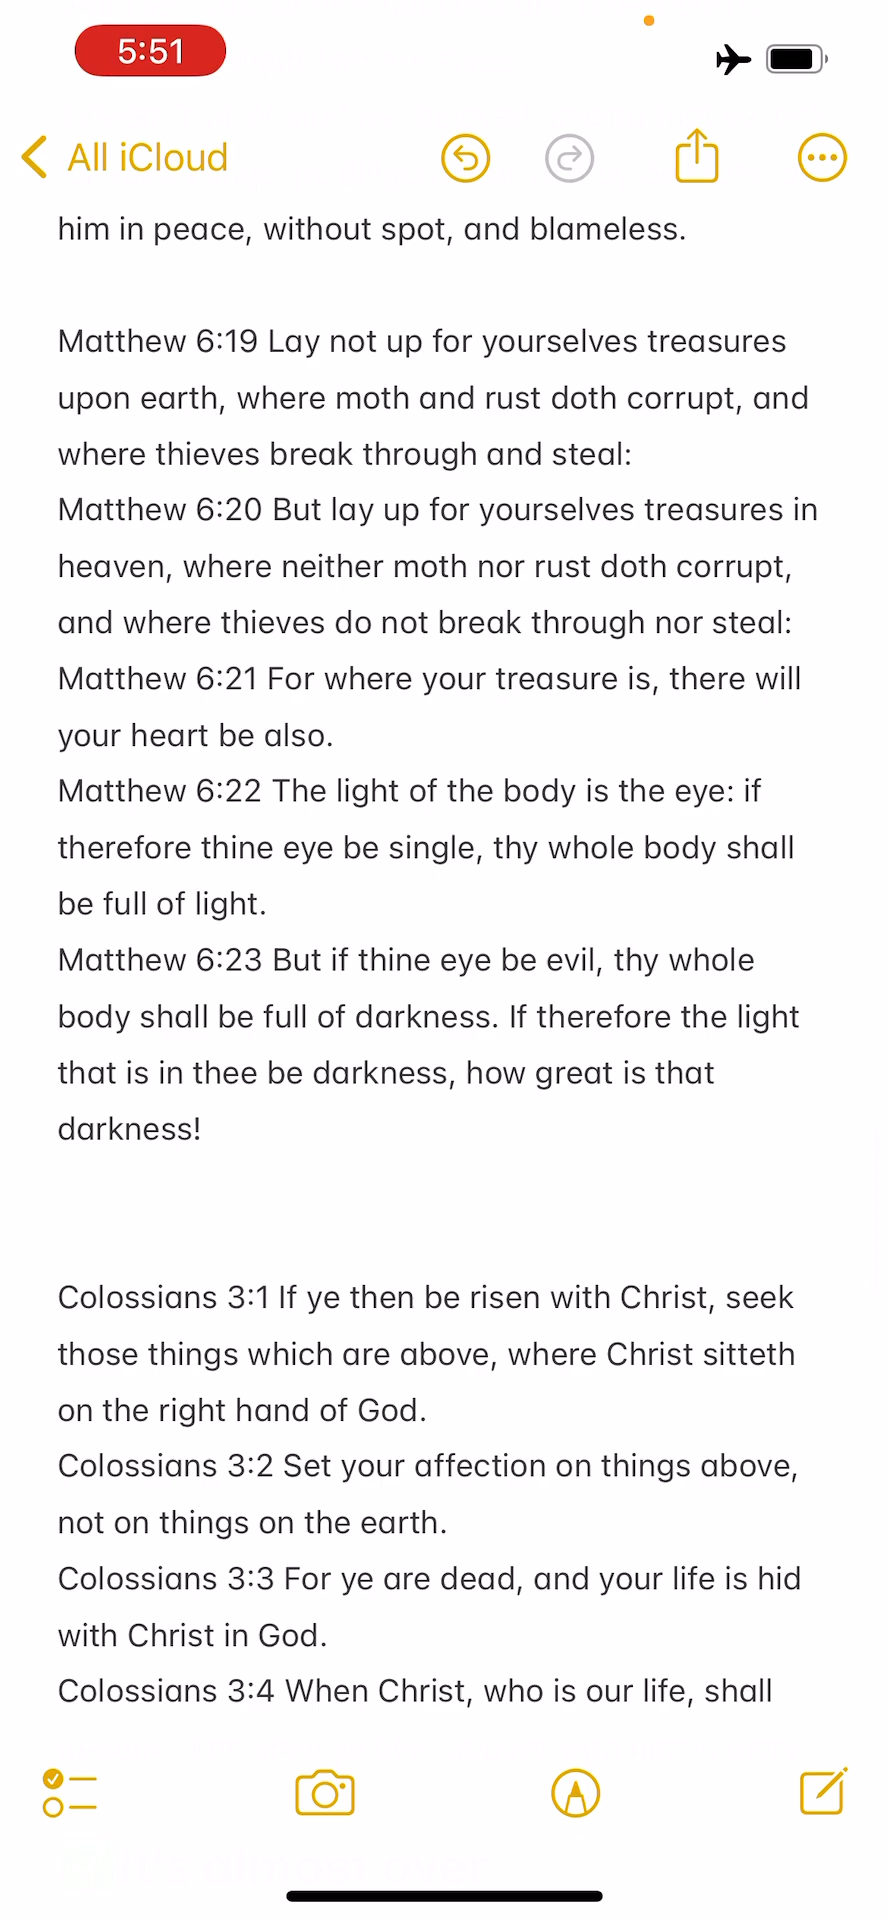 5:51
All iCloud
him in peace, without spot, and blameless.
Matthew 6:19 Lay not up for yourselves treasures
upon earth, where moth and rust doth corrupt, and
where thieves break through and steal:
Matthew 6:20 But lay up for yourselves treasures in
heaven, where neither moth nor rust doth corrupt,
and where thieves do not break through nor steal:
Matthew 6:21 For where your treasure is, there will
your heart be also.
Matthew 6:22 The light of the body is the eye: if
therefore thine eye be single, thy whole body shall
be full of light.
Matthew 6:23 But if thine eye be evil, thy whole
body shall be full of darkness. If therefore the light
that is in thee be darkness, how great is that
darkness!
Colossians 3:1 If ye then be risen with Christ, seek
those things which are above, where Christ sitteth
on the right hand of God.
Colossians 3:2 Set your affection on things above,
not on things on the earth.
Colossians 3:3 For ye are dead, and your life is hid
with Christ in God.
Colossians 3:4 When Christ, who is our life, shall